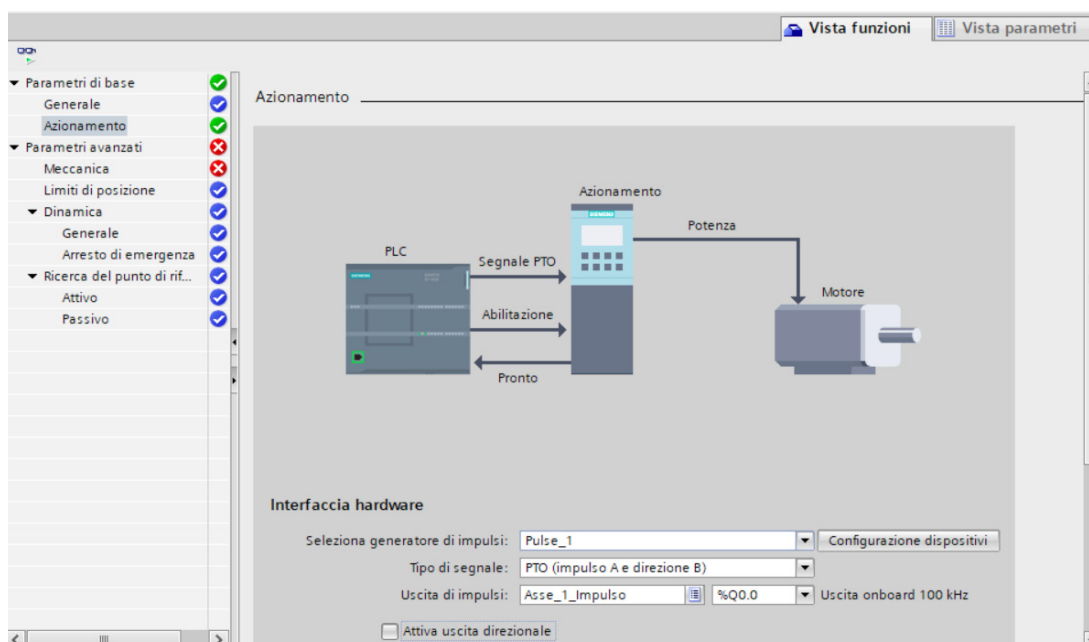 Vista funzioni
Vista parametri
Parametri di base
Generale
Azionamento
Parametri avanzati
Meccanica
Limiti di posizione
Dinamica
Generale
Arresto di emergenza
Ricerca del punto di rif...
Attivo
Passivo
Azionamento
Azionamento
SIEMENS
Potenza
PLC
Segnale PTO
SIEMENS
Motore
Abilitazione
Pronto
Interfaccia hardware
Seleziona generatore di impulsi: Pulse_1 Configurazione dispositivi
Tipo di segnale: PTO (impulso A e direzione B)
Uscita di impulsi: Asse_1_Impulso %Q0.0 Uscita onboard 100 kHz
Attiva uscita direzionale